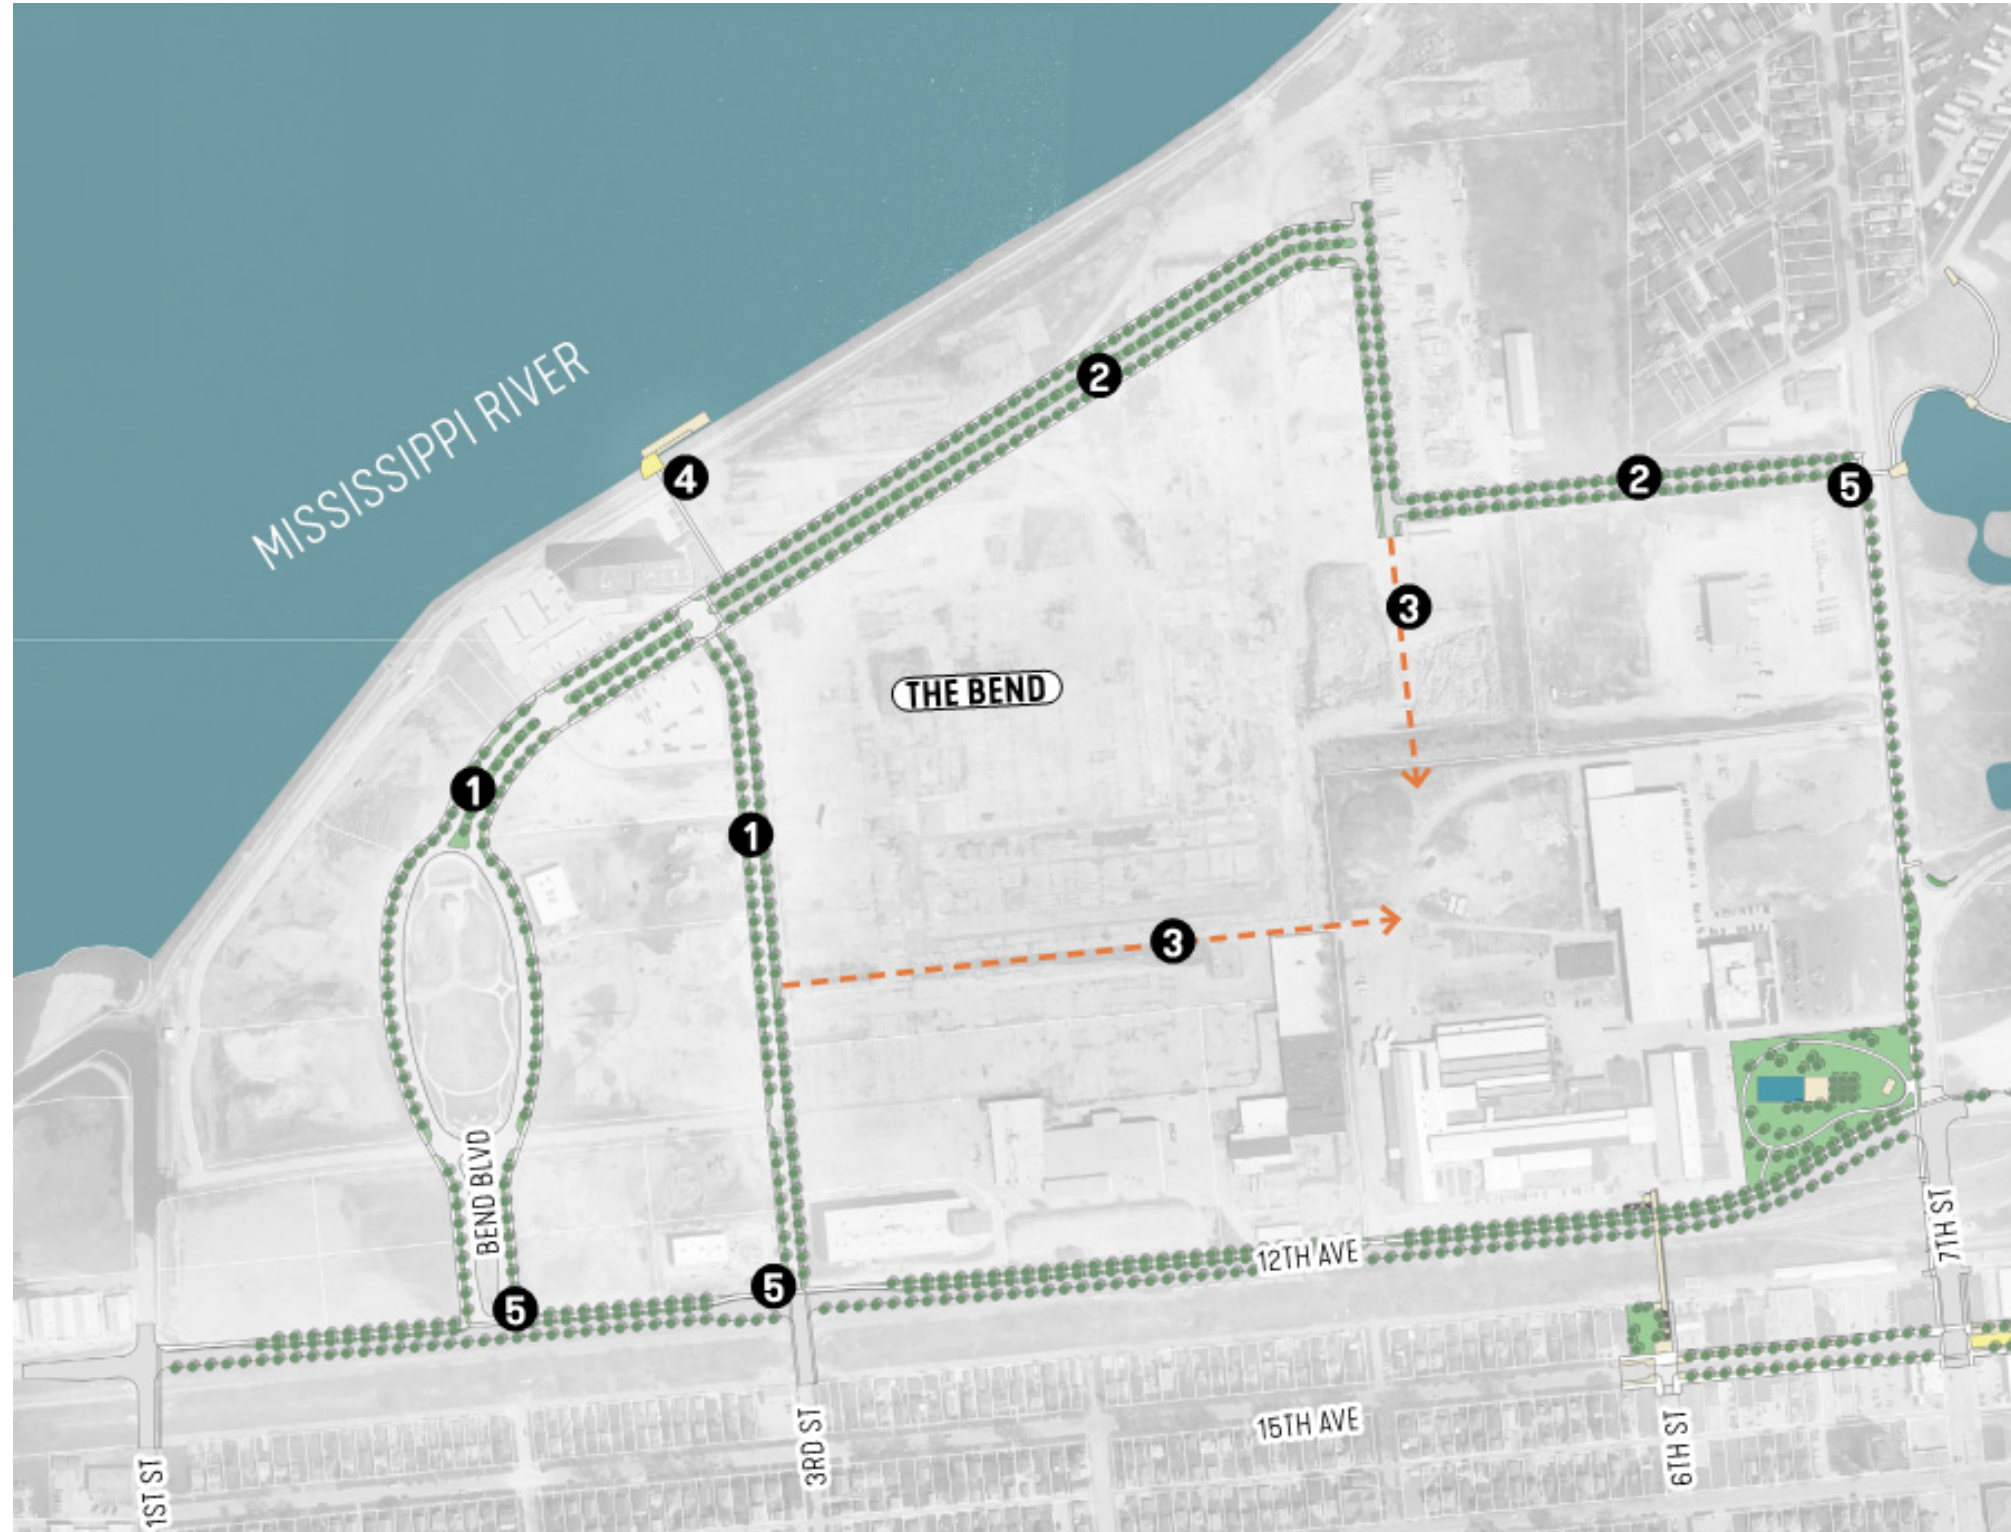 2
MISSISSIPPI RIVER
4
2
5
3
THE BEND
1
1
3
BEND BLVD
7TH ST
12TH AVE
5
5
15TH AVE
3RD ST
6TH ST
1ST ST